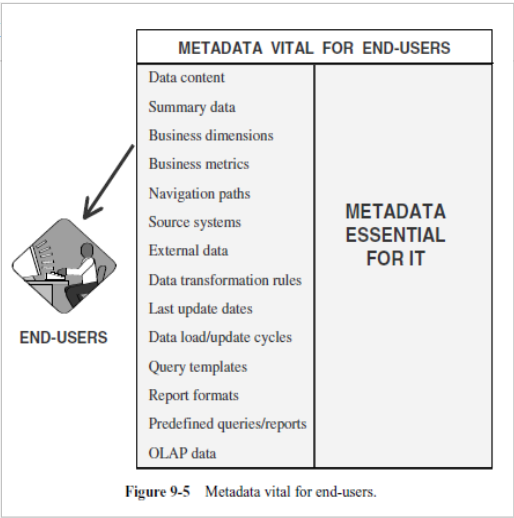 METADATA VITAL FOR END-USERS
Data content
Summary data
Business dimensions
Business metrics
Navigation paths
Source systems
External data
Data transformation rules
Last update dates
Data load/update cycles
Query templates
Report formats
Predefined queries/reports
OLAP data
METADATA
ESSENTIAL
FOR IT
END-USERS
Figure 9-5 Metadata vital for end-users.